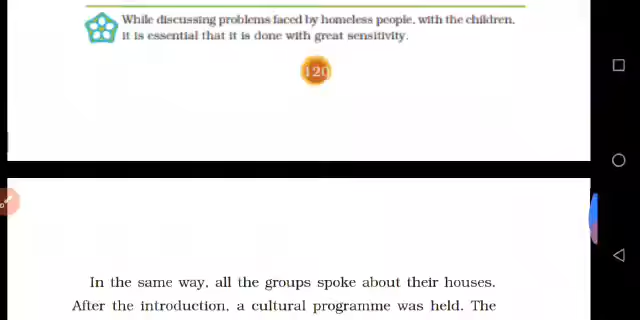 While discussing problems faced by homeless people, with the children,
it is essential that it is done with great sensitivity.
120
In the same way, all the groups spoke about their houses.
After the introduction, a cultural programme was held. The